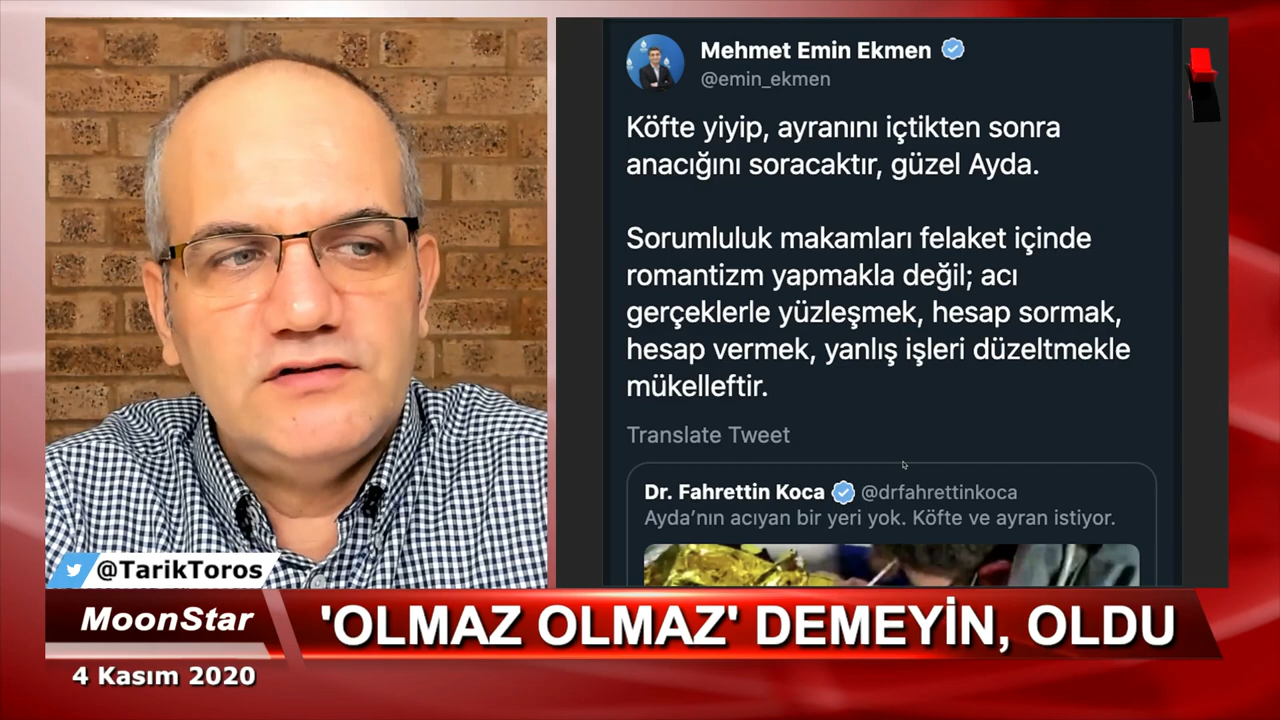 Mehmet Emin Ekmen
@emin_ekmen
Köfte yiyip, ayranını içtikten sonra
anacığını soracaktır, güzel Ayda.
Sorumluluk makamları felaket içinde
romantizm yapmakla değil; acı
gerçeklerle yüzleşmek, hesap sormak,
hesap vermek, yanlış işleri düzeltmekle
mükelleftir.
Translate Tweet
Dr. Fahrettin Koca @drfahrettinkoca
Ayda’nın acıyan bir yeri yok. Köfte ve ayran istiyor.
@TarikToros
MoonStar
'OLMAZ OLMAZ' DEMEYİN, OLDU
4 Kasım 2020